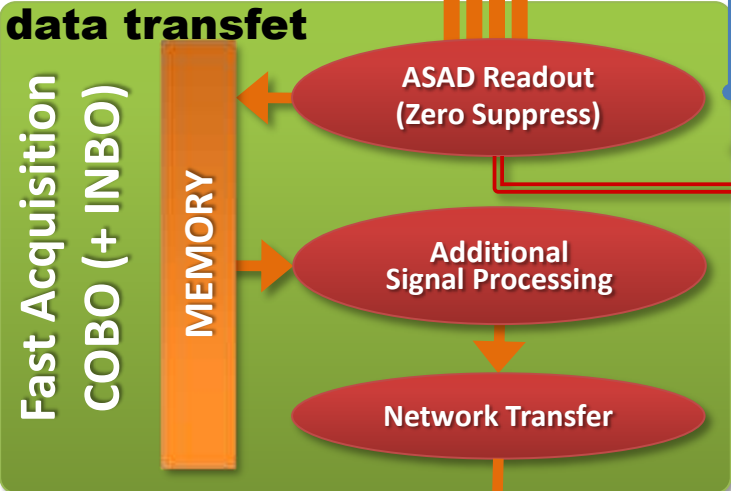 data transfet
Fast Acquisition
COBO (+ INBO)
MEMORY
ASAD Readout
(Zero Suppress)
Additional
Signal Processing
Network Transfer